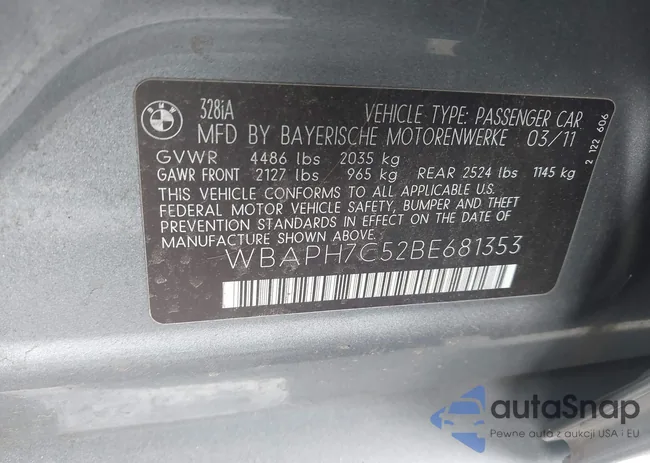 BMW
328iA
VEHICLE TYPE: PASSENGER CAR
MFD BY BAYERISCHE MOTORENWERKE 03/11
GVWR 4486 lbs 2035 kg
GAWR FRONT 2127 lbs 965 kg REAR 2524 lbs 1145 kg
THIS VEHICLE CONFORMS TO ALL APPLICABLE U.S.
FEDERAL MOTOR VEHICLE SAFETY, BUMPER AND THEFT
PREVENTION STANDARDS IN EFFECT ON THE DATE OF
MANUFACTURE SHOWN ABOVE.
WBAPH7C52BE681353
2 122 606
autaSnap
Pewne auta z aukcji USA i EU